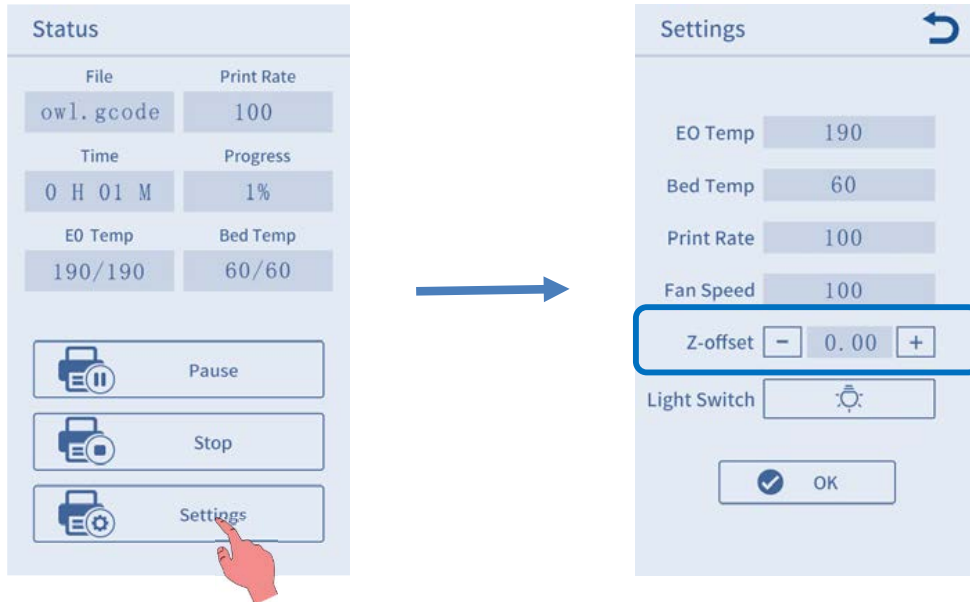 Status
File Print Rate
owl.gcode 100
Time Progress
0 H 01 M 1%
E0 Temp Bed Temp
190/190 60/60
Pause
Stop
Settings
Settings
EO Temp 190
Bed Temp 60
Print Rate 100
Fan Speed 100
Z-offset - 0.00 +
Light Switch
OK